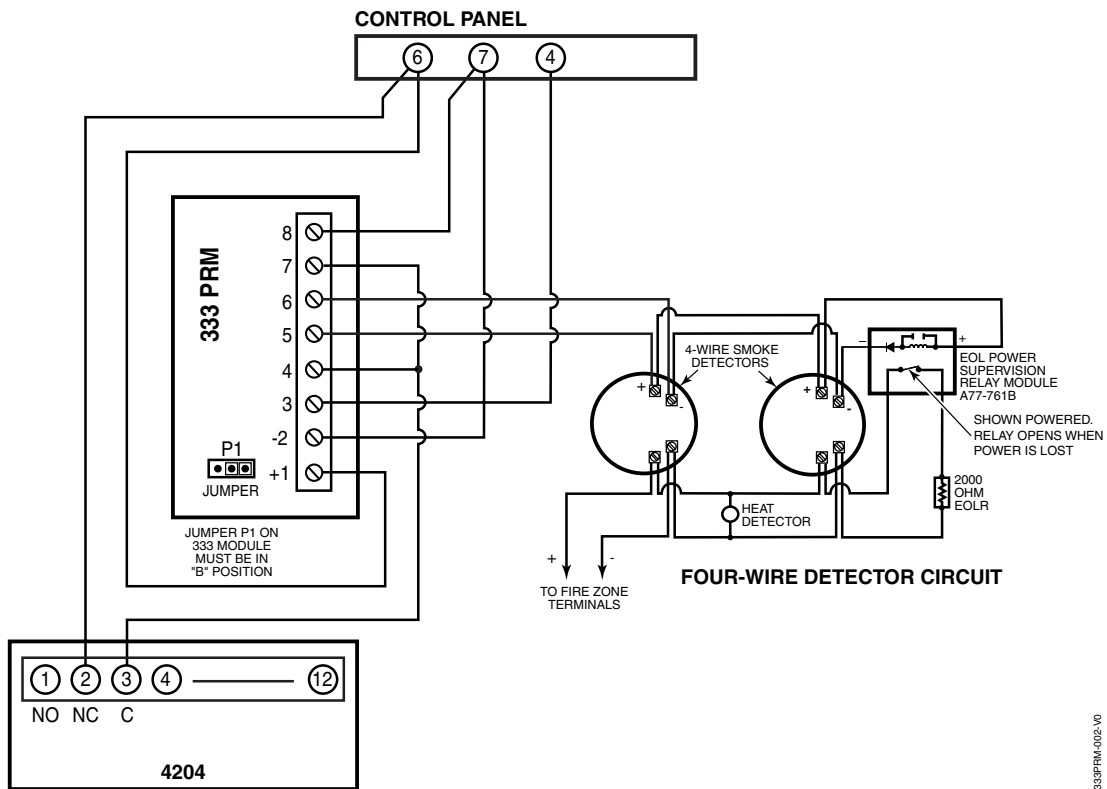 CONTROL PANEL
6 7 4
333 PRM
8
7
6
5
4
3
-2
+1
P1
JUMPER
JUMPER P1 ON
333 MODULE
MUST BE IN
"B" POSITION
4-WIRE SMOKE
DETECTORS
+ -
+ -
- +
EOL POWER
SUPERVISION
RELAY MODULE
A77-761B
SHOWN POWERED.
RELAY OPENS WHEN
POWER IS LOST
2000
OHM
EOLR
HEAT
DETECTOR
+ -
TO FIRE ZONE
TERMINALS
FOUR-WIRE DETECTOR CIRCUIT
1 2 3 4 12
NO NC C
4204
333PRM-002-V0